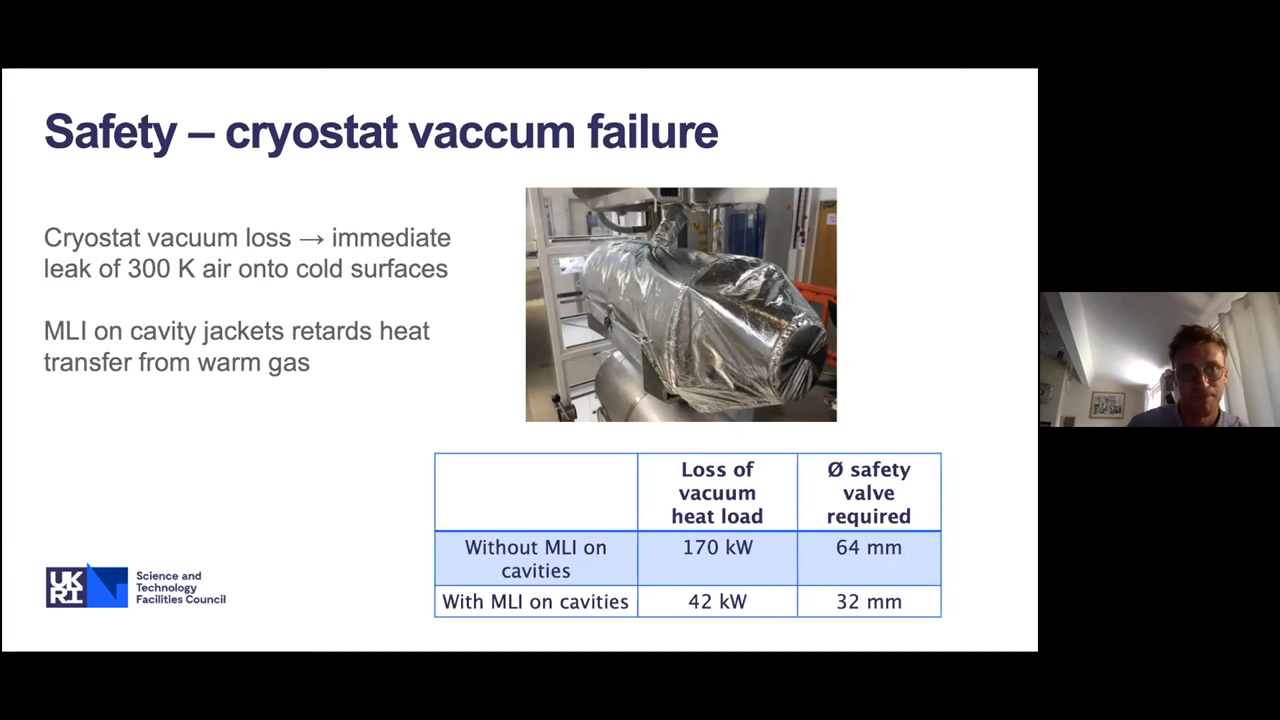 Safety – cryostat vaccum failure
Cryostat vacuum loss → immediate
leak of 300 K air onto cold surfaces
MLI on cavity jackets retards heat
transfer from warm gas
Loss of
vacuum
heat load
Ø safety
valve
required
Without MLI on
cavities
170 kW
64 mm
With MLI on cavities
42 kW
32 mm
UK
RI
Science and
Technology
Facilities Council